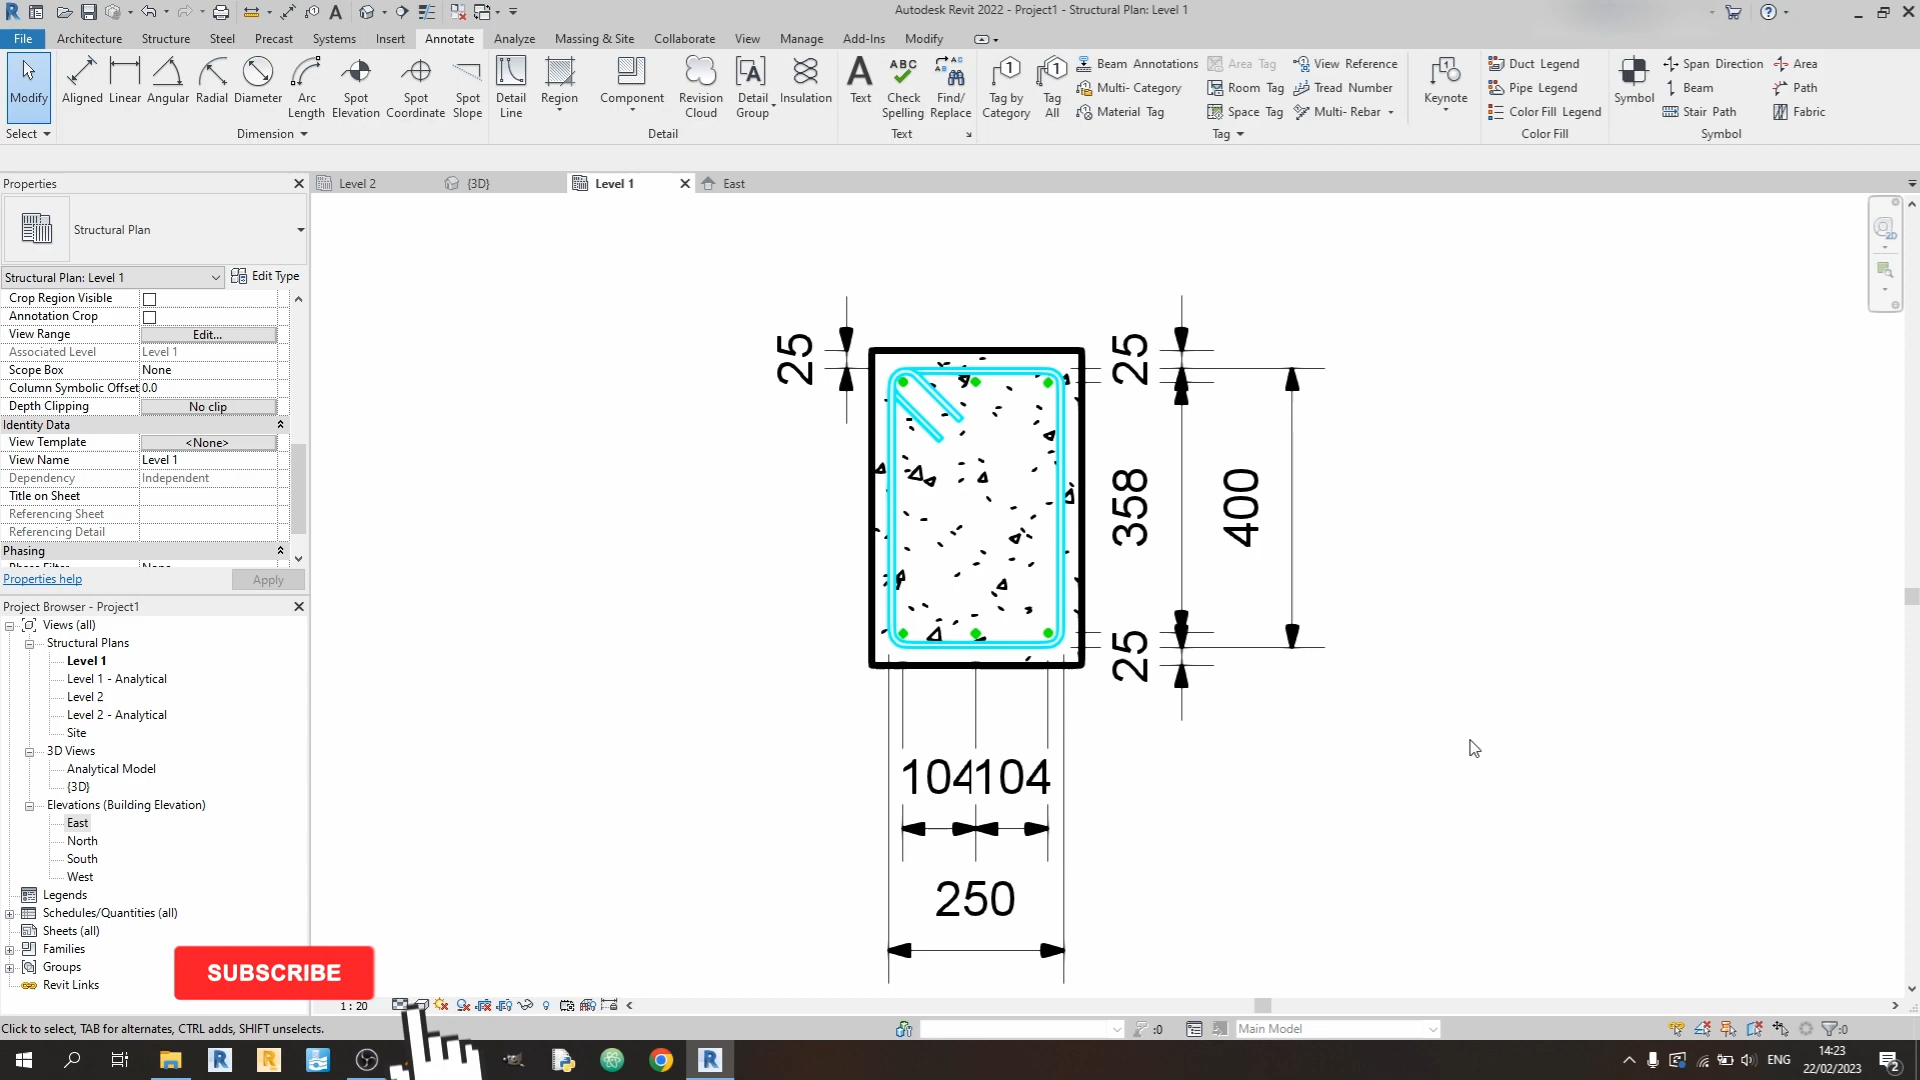 Autodesk Revit 2022 - Project1 - Structural Plan: Level 1
File Architecture Structure Steel Precast Systems Insert Annotate Analyze Massing & Site Collaborate View Manage Add-Ins Modify
Modify
Select
Aligned Linear Angular Radial Diameter Arc Length Spot Elevation Spot Coordinate Spot Slope
Dimension
Detail Line Region Component Revision Cloud Detail Group Insulation
Detail
Text Check Spelling Find/ Replace
Text
Tag by Category Tag All
Beam Annotations Area Tag View Reference
Multi- Category Room Tag Tread Number
Material Tag Space Tag Multi- Rebar
Tag
Keynote
Duct Legend
Pipe Legend
Color Fill Legend
Color Fill
Symbol
Span Direction Area
Beam Path
Stair Path Fabric
Symbol
Properties
Level 2 {3D} Level 1 East
Structural Plan
Structural Plan: Level 1 Edit Type
Crop Region Visible
Annotation Crop
View Range Edit...
Associated Level Level 1
Scope Box None
Column Symbolic Offset 0.0
Depth Clipping No clip
Identity Data
View Template <None>
View Name Level 1
Dependency Independent
Title on Sheet
Referencing Sheet
Referencing Detail
Phasing
Properties help Apply
Project Browser - Project1
Views (all)
Structural Plans
Level 1
Level 1 - Analytical
Level 2
Level 2 - Analytical
Site
3D Views
Analytical Model
{3D}
Elevations (Building Elevation)
East
North
South
West
Legends
Schedules/Quantities (all)
Sheets (all)
Families
Groups
Revit Links
SUBSCRIBE
25
25
358
400
25
104 104
250
1 : 20
Click to select, TAB for alternates, CTRL adds, SHIFT unselects.
:0 Main Model :0
ENG
14:23
22/02/2023
2